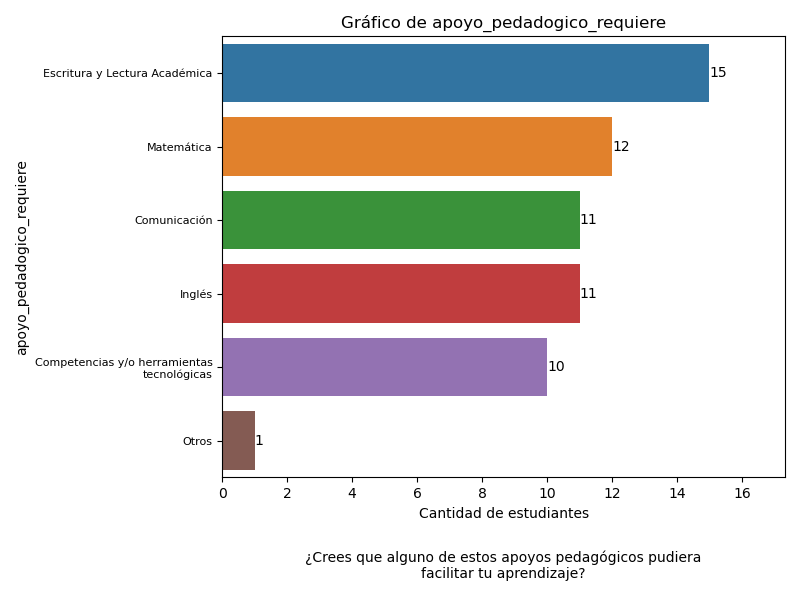 Gráfico de apoyo_pedadogico_requiere
apoyo_pedadogico_requiere
Escritura y Lectura Académica
15
Matemática
12
Comunicación
11
Inglés
11
Competencias y/o herramientas
tecnológicas
10
Otros
1
0 2 4 6 8 10 12 14 16
Cantidad de estudiantes
¿Crees que alguno de estos apoyos pedagógicos pudiera
facilitar tu aprendizaje?